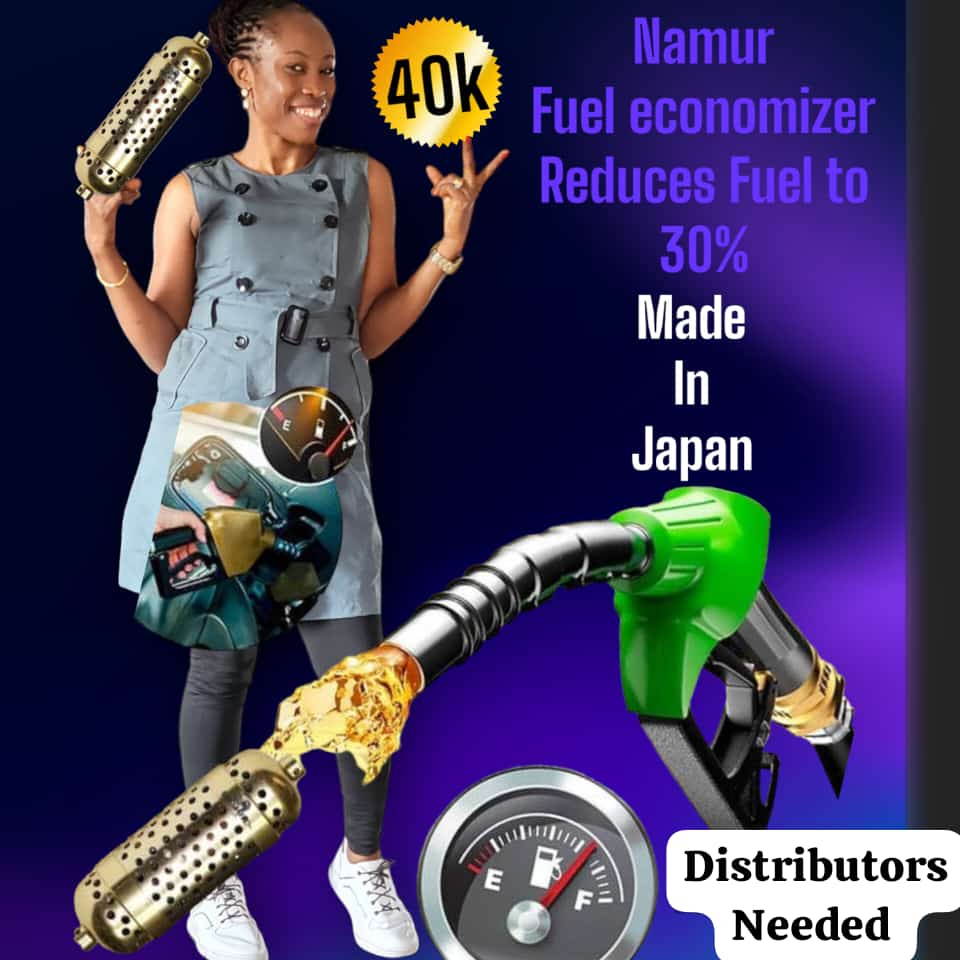 40k
Namur
Fuel economizer
Reduces Fuel to
30%
Made
In
Japan
E
E
F
Distributors
Needed